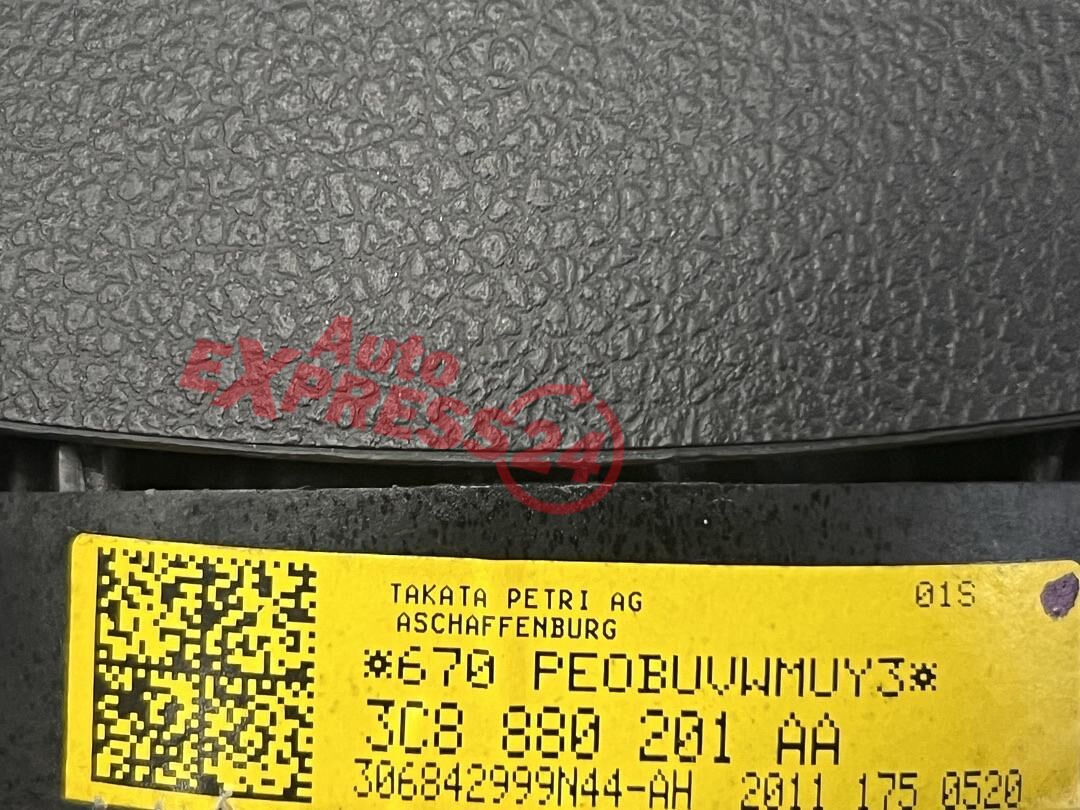 Auto
EXPRESS24
TAKATA PETRI AG 01S
ASCHAFFENBURG
*670 PEOBUVWMUY3*
3C8 880 201 AA
306842999N44-AH 2011 175 0520